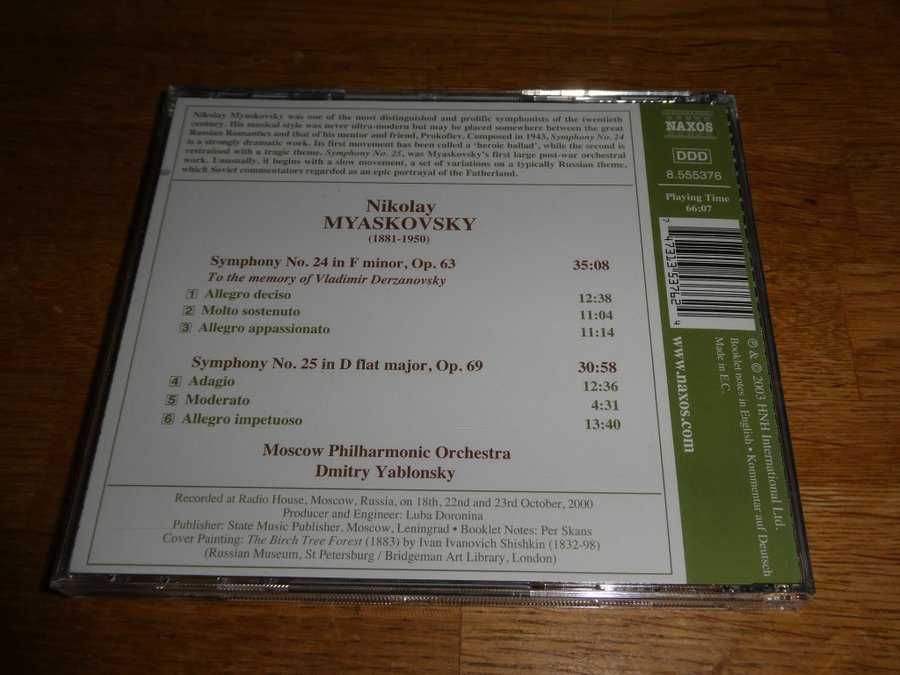 Nikolay Myaskovsky was one of the most distinguished and prolific symphonists of the twentieth
century. His musical style was never ultra-modern but may be placed somewhere between the great
Russian Romantics and that of his mentor and friend, Prokofiev. Composed in 1943, Symphony No. 24
is a strongly dramatic work. Its first movement has been called a 'heroic ballad', while the second is
restrained with a tragic theme. Symphony No. 25, was Myaskovsky's first large post-war orchestral
work. Unusually, it begins with a slow movement, a set of variations on a typically Russian theme,
which Soviet commentators regarded as an epic portrayal of the Fatherland.
Nikolay
MYASKOVSKY
(1881-1950)
Symphony No. 24 in F minor, Op. 63 35:08
To the memory of Vladimir Derzanovsky
1 Allegro deciso 12:38
2 Molto sostenuto 11:04
3 Allegro appassionato 11:14
Symphony No. 25 in D flat major, Op. 69 30:58
4 Adagio 12:36
5 Moderato 4:31
6 Allegro impetuoso 13:40
Moscow Philharmonic Orchestra
Dmitry Yablonsky
Recorded at Radio House, Moscow, Russia, on 18th, 22nd and 23rd October, 2000
Producer and Engineer: Luba Doronina
Publisher: State Music Publisher, Moscow, Leningrad • Booklet Notes: Per Skans
Cover Painting: The Birch Tree Forest (1883) by Ivan Ivanovich Shishkin (1832-98)
(Russian Museum, St Petersburg / Bridgeman Art Library, London)
NAXOS
DDD
8.555376
Playing Time
66:07
7 47313 53762 4
www.naxos.com
℗ & © 2003 HNH International Ltd.
Booklet notes in English • Kommentar auf Deutsch
Made in E.C.